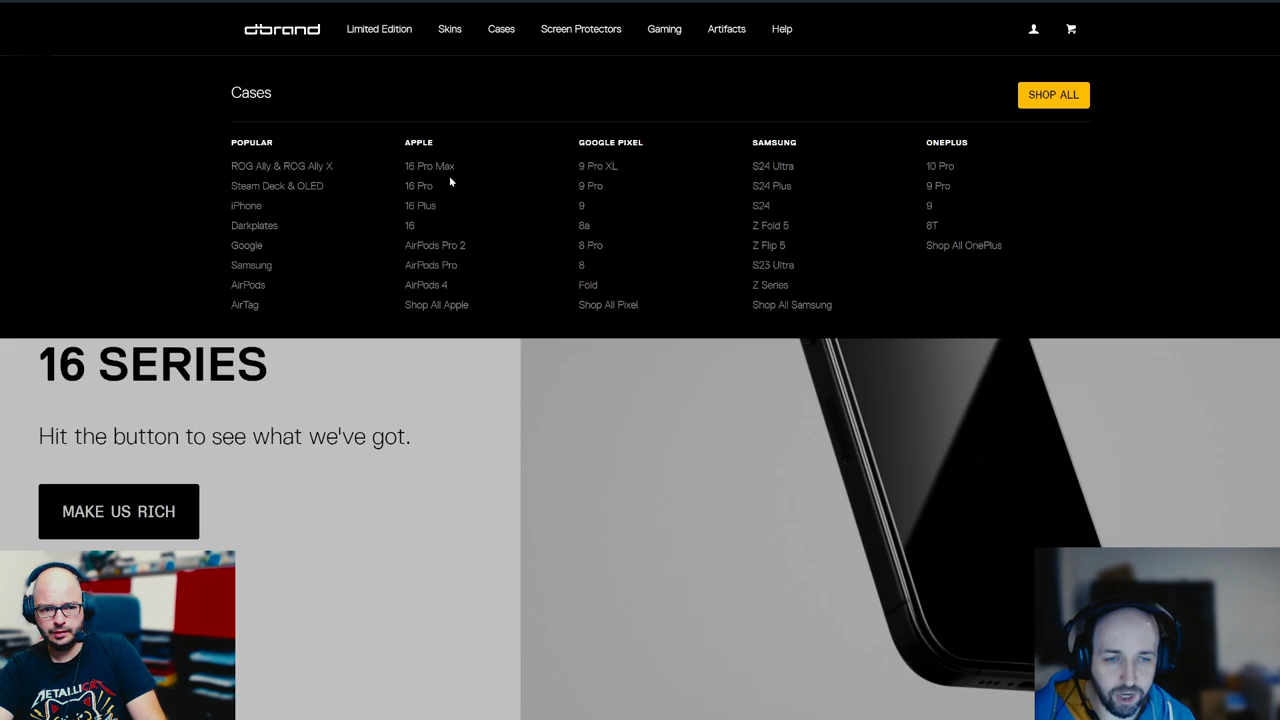 dbrand Limited Edition Skins Cases Screen Protectors Gaming Artifacts Help
Cases
SHOP ALL
POPULAR
ROG Ally & ROG Ally X
Steam Deck & OLED
iPhone
Darkplates
Google
Samsung
AirPods
AirTag
APPLE
16 Pro Max
16 Pro
16 Plus
16
AirPods Pro 2
AirPods Pro
AirPods 4
Shop All Apple
GOOGLE PIXEL
9 Pro XL
9 Pro
9
8a
8 Pro
8
Fold
Shop All Pixel
SAMSUNG
S24 Ultra
S24 Plus
S24
Z Fold 5
Z Flip 5
S23 Ultra
Z Series
Shop All Samsung
ONEPLUS
10 Pro
9 Pro
9
8T
Shop All OnePlus
16 SERIES
Hit the button to see what we've got.
MAKE US RICH
METALLICA